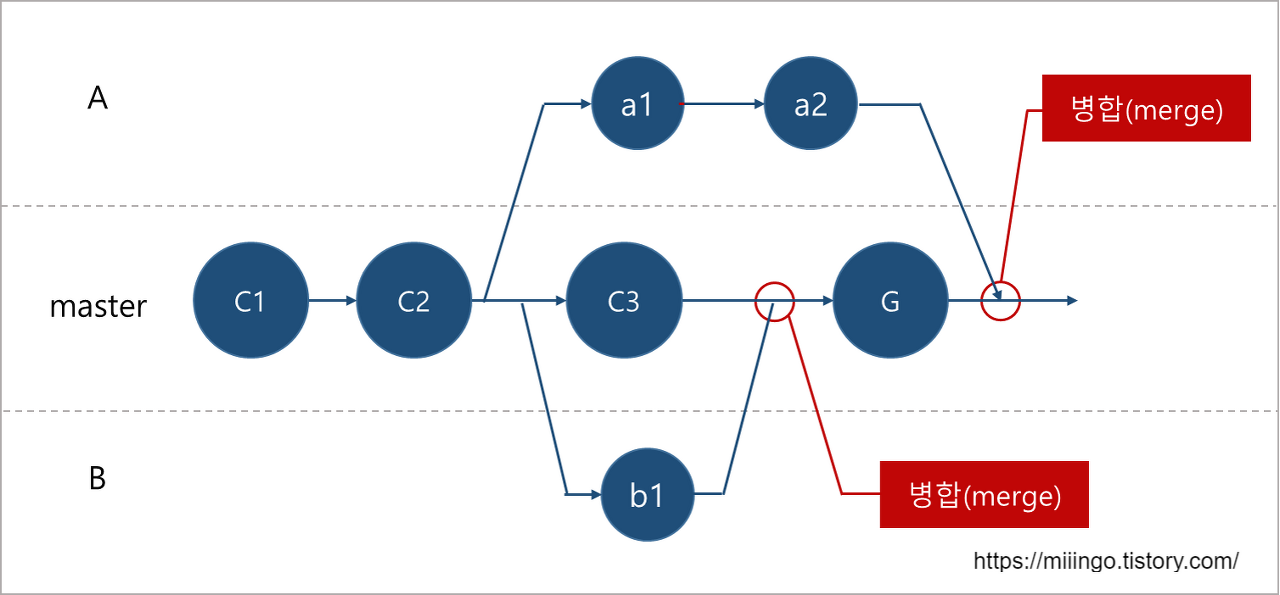 A
a1
a2
병합(merge)
master
C1
C2
C3
G
B
b1
병합(merge)
https://miiingo.tistory.com/